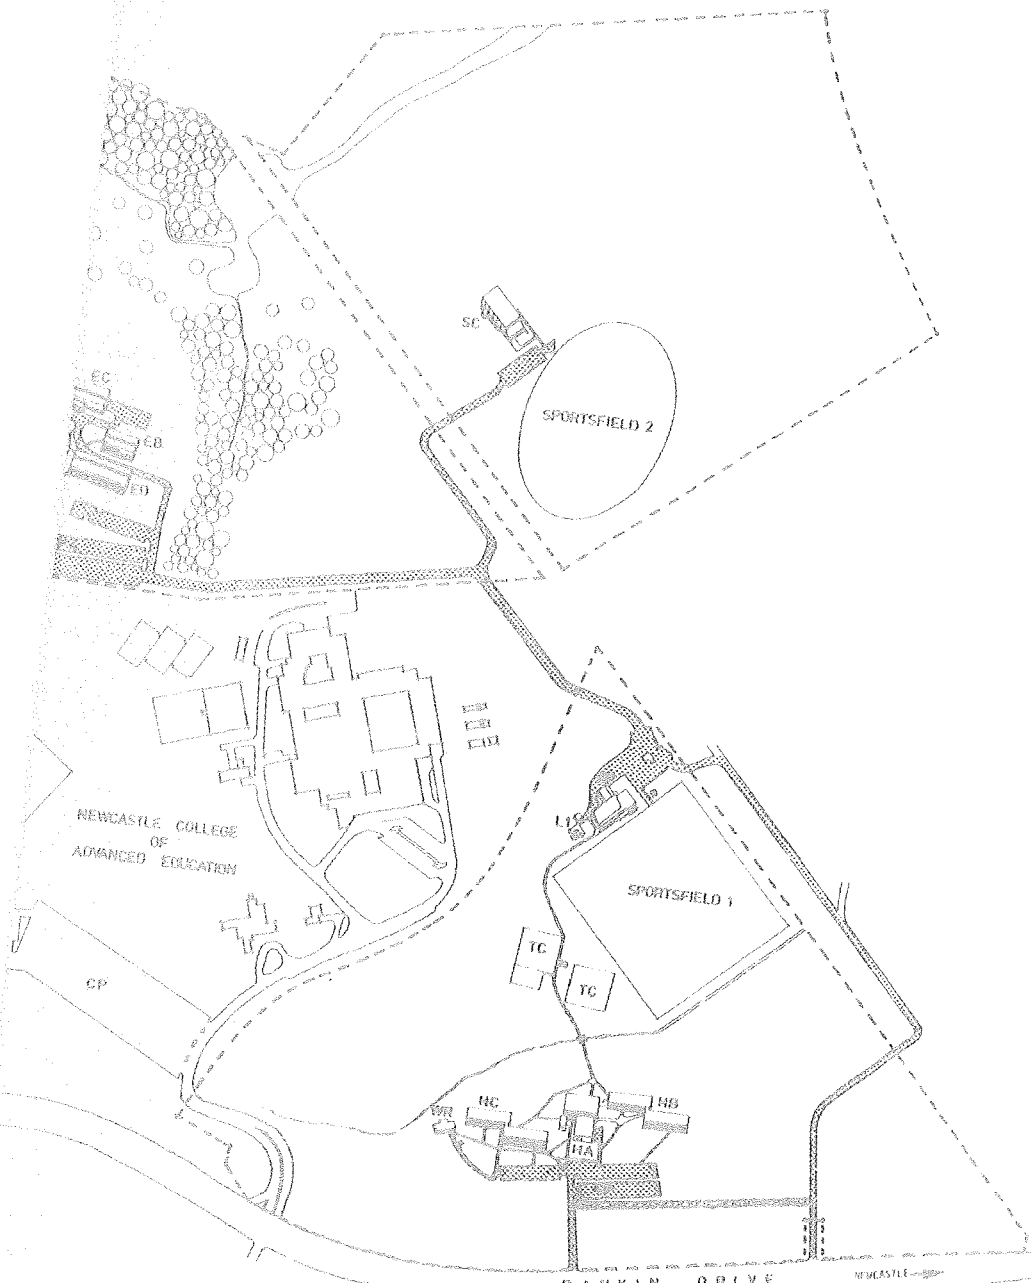 SC
SPORTSFIELD 2
EC
EB
ED
NEWCASTLE COLLEGE
OF
ADVANCED EDUCATION
SPORTSFIELD 1
TC
TC
CP
WR
HC
HB
HA
DRIVE
NEWCASTLE